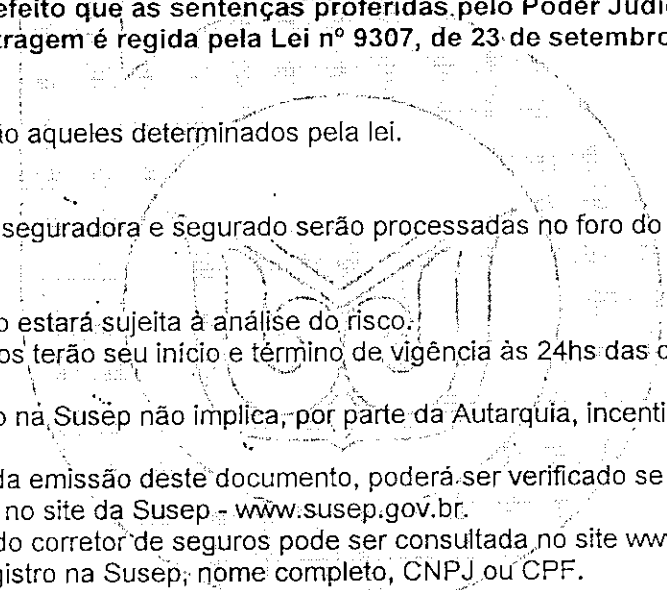 efeito que as sentenças proferidas pelo Poder Judi
tragem é regida pela Lei nº 9307, de 23 de setembro
ão aqueles determinados pela lei.
seguradora e segurado serão processadas no foro do
o estará sujeita à análise do risco.
os terão seu início e término de vigência às 24hs das
o na Susep não implica, por parte da Autarquia, incenti
da emissão deste documento, poderá ser verificado se
no site da Susep - www.susep.gov.br.
do corretor de seguros pode ser consultada no site ww
gistro na Susep, nome completo, CNPJ ou CPF.